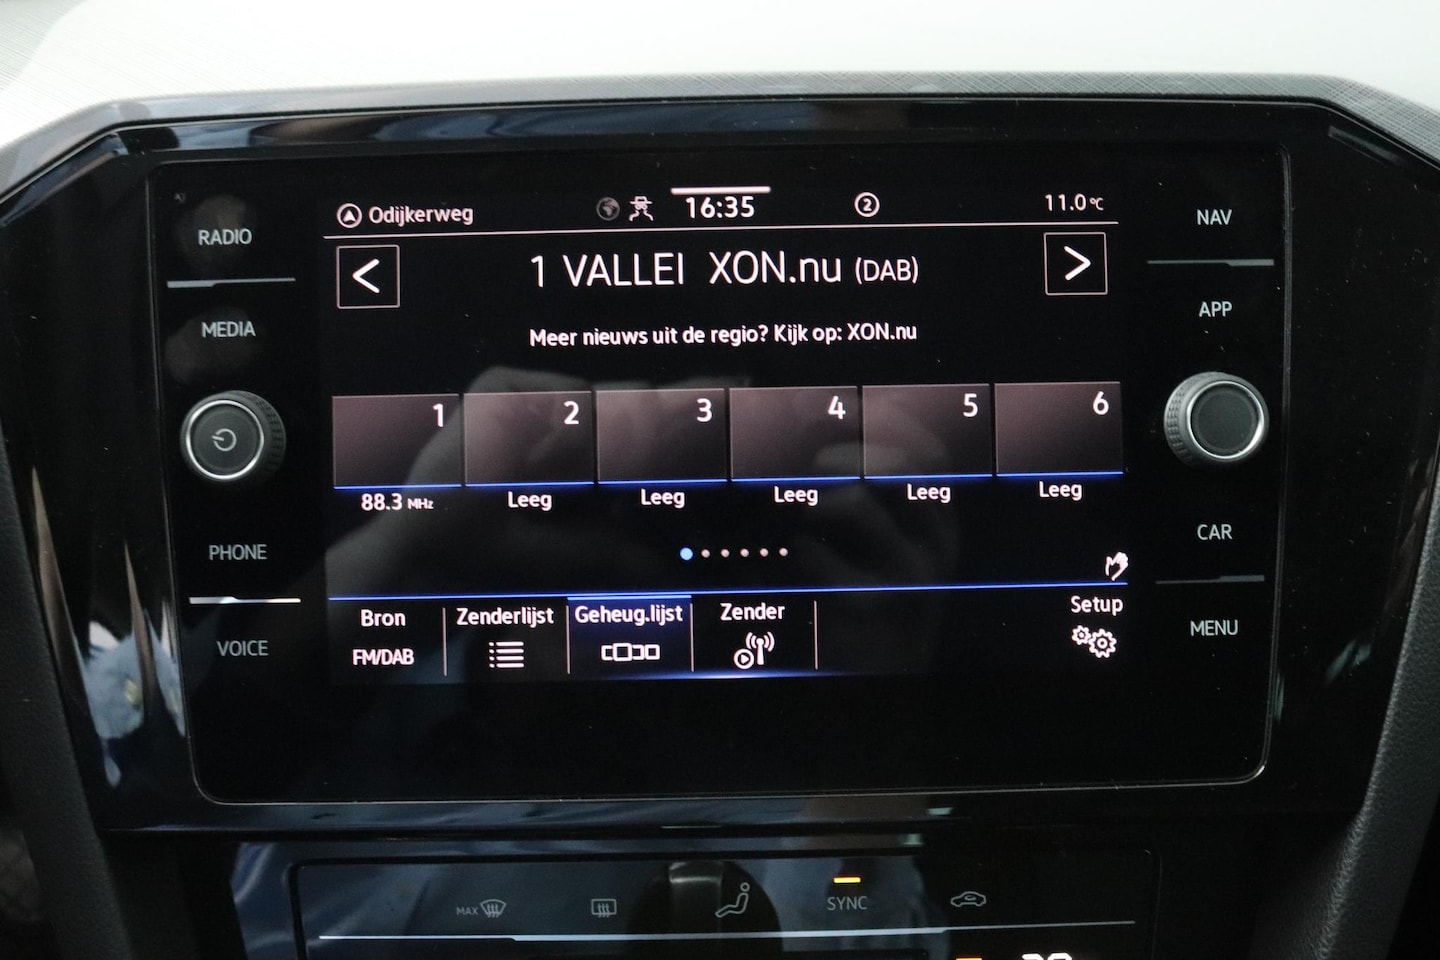 RADIO
MEDIA
PHONE
VOICE
Odijkerweg
16:35
2
11.0 °C
<
1 VALLEI XON.nu (DAB)
>
Meer nieuws uit de regio? Kijk op: XON.nu
1 2 3 4 5 6
88.3 MHz Leeg Leeg Leeg Leeg Leeg
Bron Zenderlijst Geheug.lijst Zender Setup
FM/DAB
NAV
APP
CAR
MENU
MAX
SYNC